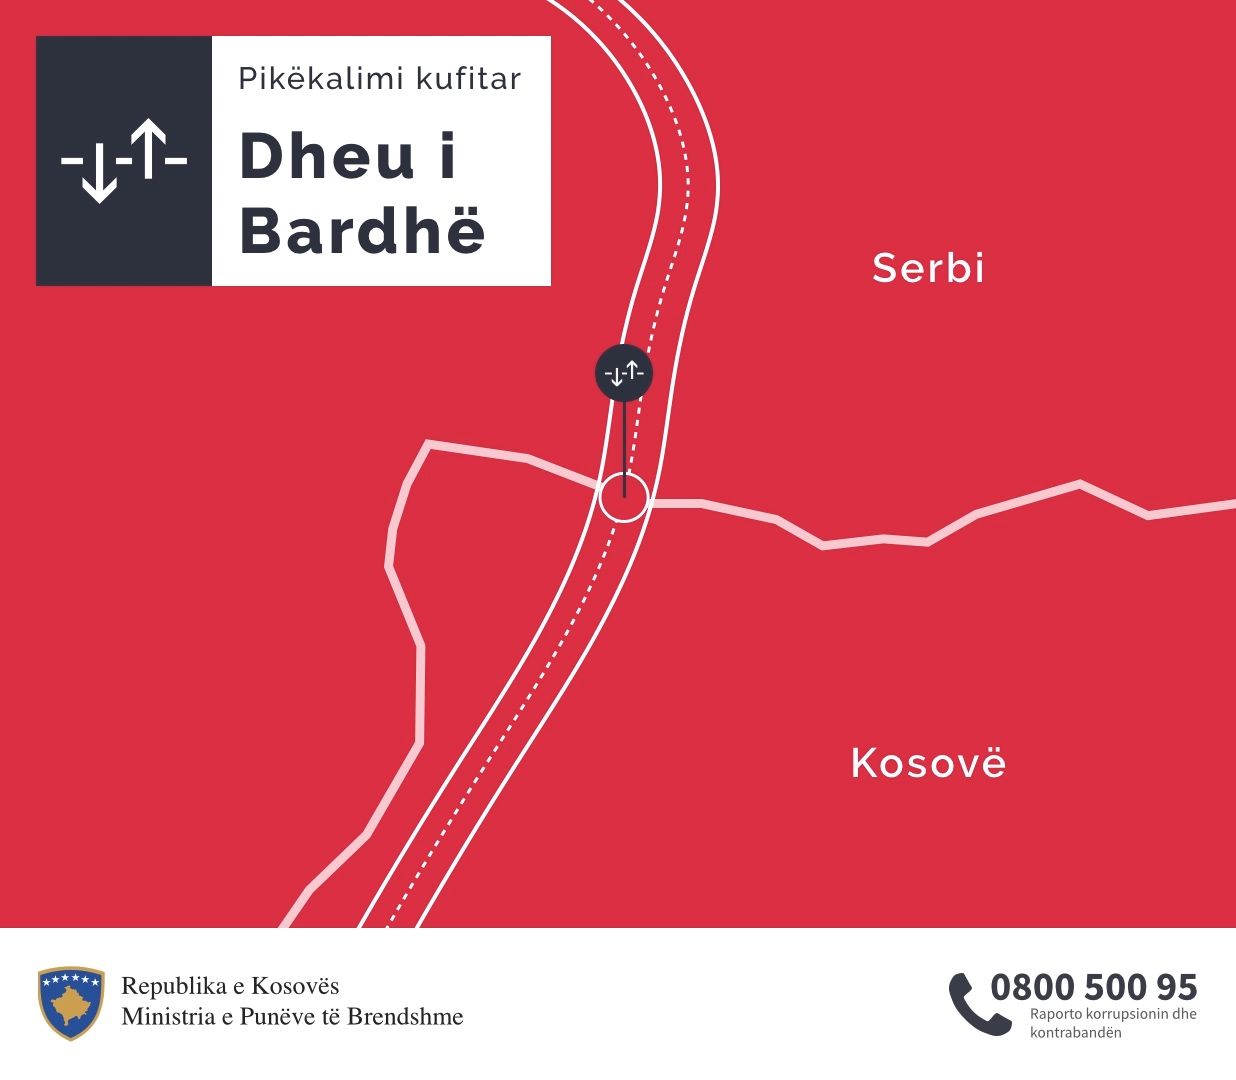 Pikëkalimi kufitar
Dheu i
Bardhë
Serbi
Kosovë
Republika e Kosovës
Ministria e Punëve të Brendshme
0800 500 95
Raporto korrupsionin dhe
kontrabandën